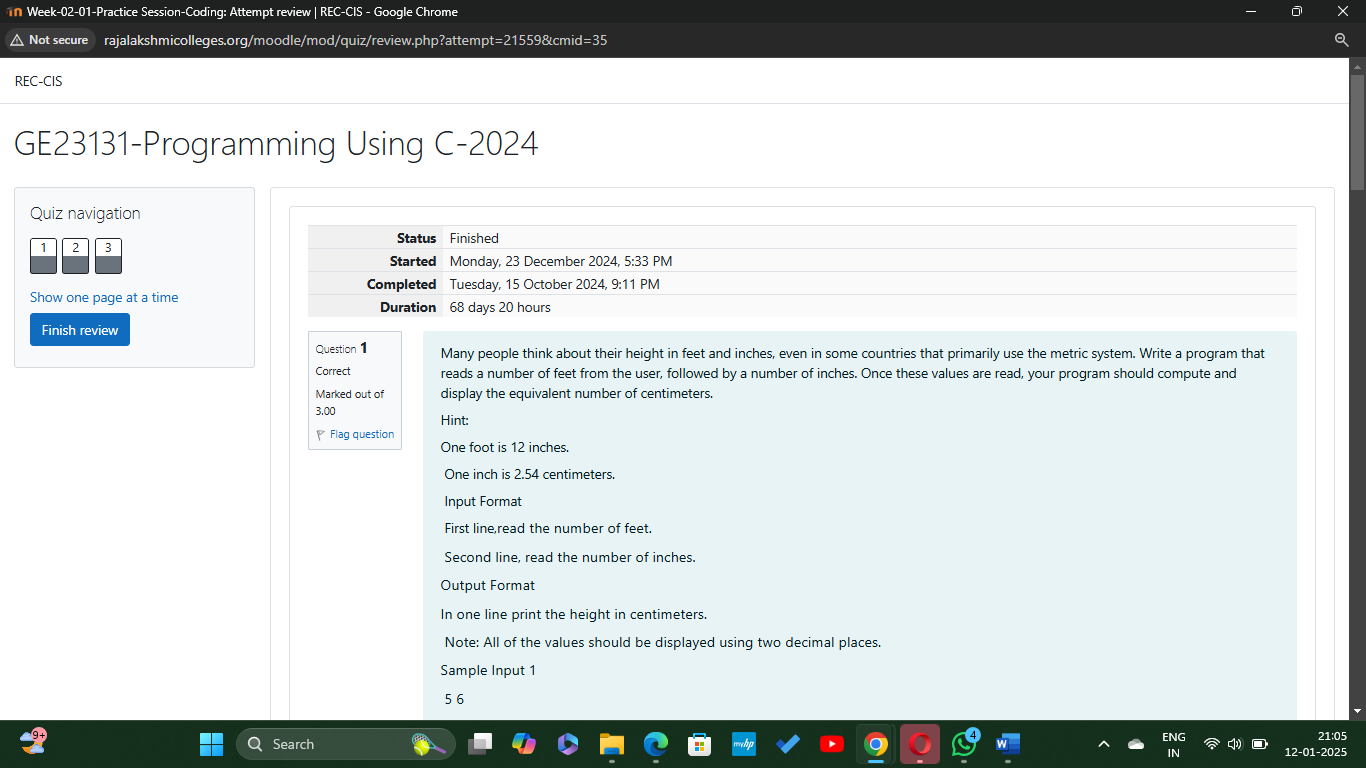 Week-02-01-Practice Session-Coding: Attempt review | REC-CIS - Google Chrome
Not secure rajalakshmicolleges.org/moodle/mod/quiz/review.php?attempt=21559&cmid=35
REC-CIS
GE23131-Programming Using C-2024
Quiz navigation
1 2 3
Show one page at a time
Finish review
Status Finished
Started Monday, 23 December 2024, 5:33 PM
Completed Tuesday, 15 October 2024, 9:11 PM
Duration 68 days 20 hours
Question 1
Correct
Marked out of
3.00
Flag question
Many people think about their height in feet and inches, even in some countries that primarily use the metric system. Write a program that
reads a number of feet from the user, followed by a number of inches. Once these values are read, your program should compute and
display the equivalent number of centimeters.
Hint:
One foot is 12 inches.
One inch is 2.54 centimeters.
Input Format
First line,read the number of feet.
Second line, read the number of inches.
Output Format
In one line print the height in centimeters.
Note: All of the values should be displayed using two decimal places.
Sample Input 1
5 6
9+
Search
myhp
4
W
ENG
IN
21:05
12-01-2025